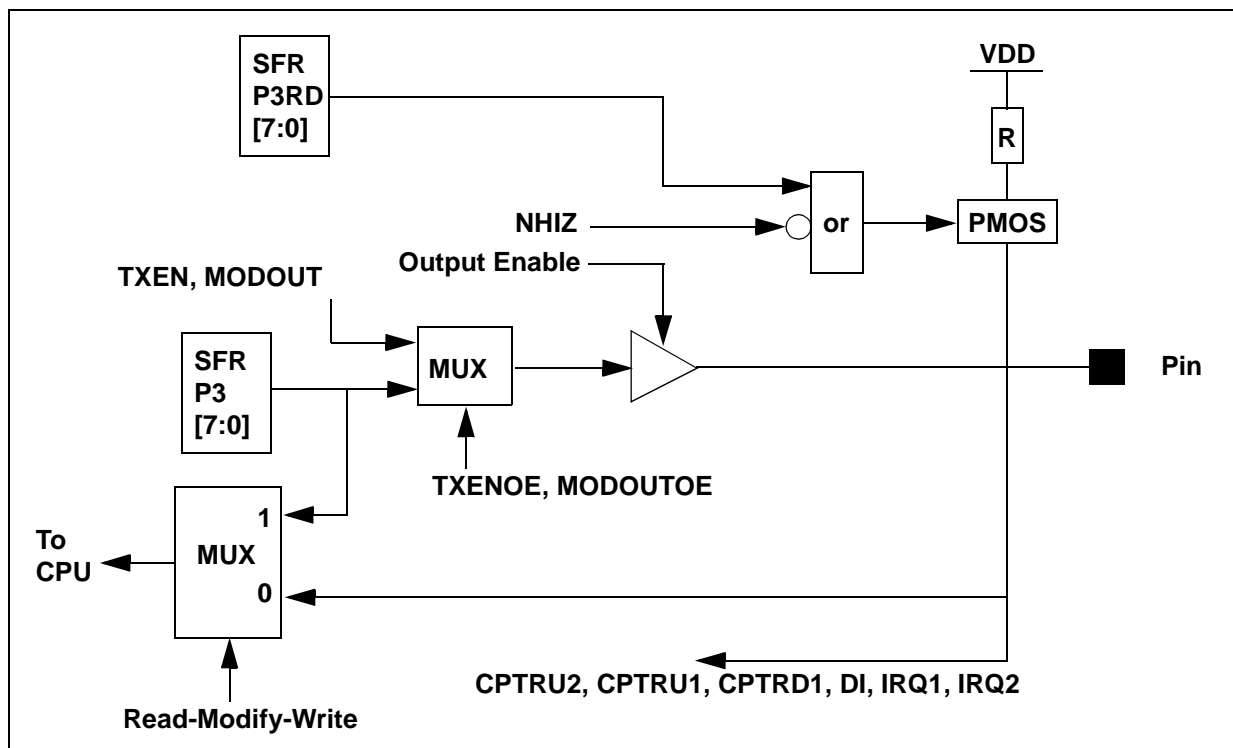 SFR
P3RD
[7:0]
VDD
R
NHIZ
or
PMOS
Output Enable
TXEN, MODOUT
SFR
P3
[7:0]
MUX
Pin
TXENOE, MODOUTOE
1
To
CPU
MUX
0
CPTRU2, CPTRU1, CPTRD1, DI, IRQ1, IRQ2
Read-Modify-Write